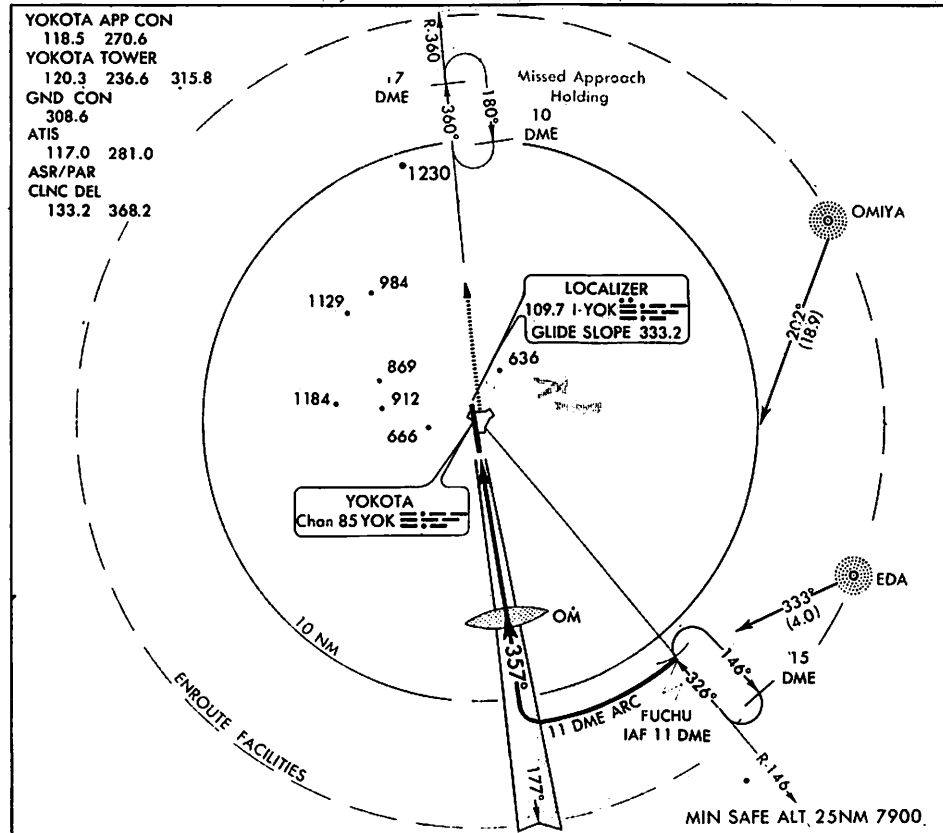 YOKOTA APP CON
118.5 270.6
YOKOTA TOWER
120.3 236.6 315.8
GND CON
308.6
ATIS
117.0 281.0
ASR/PAR
CLNC DEL
133.2 368.2
R-360
17
DME
360°
180°
Missed Approach
Holding
10
DME
1230
OMIYA
202°
(18.9)
984
1129
LOCALIZER
109.7 I-YOK
GLIDE SLOPE 333.2
636
869
1184
912
666
YOKOTA
Chan 85 YOK
EDA
333°
(4.0)
OM
10 NM
357°
146°
326°
15
DME
11 DME ARC
FUCHU
IAF 11 DME
ENROUTE FACILITIES
177°
R-146
MIN SAFE ALT 25NM 7900